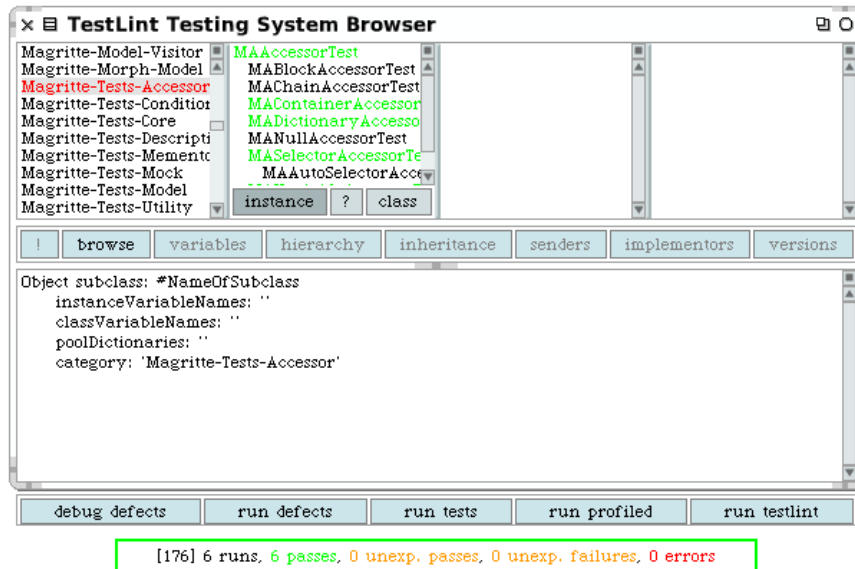 TestLint Testing System Browser
Magritte-Model-Visitor
Magritte-Morph-Model
Magritte-Tests-Accessor
Magritte-Tests-Condition
Magritte-Tests-Core
Magritte-Tests-Descripti
Magritte-Tests-Memento
Magritte-Tests-Mock
Magritte-Tests-Model
Magritte-Tests-Utility
MAAccessorTest
MABlockAccessorTest
MAChainAccessorTest
MAContainerAccessor
MADictionaryAccesso
MANullAccessorTest
MASelectorAccessorTe
MAAutoSelectorAcce
instance ? class
! browse variables hierarchy inheritance senders implementors versions
Object subclass: #NameOfSubclass
instanceVariableNames: ''
classVariableNames: ''
poolDictionaries: ''
category: 'Magritte-Tests-Accessor'
debug defects run defects run tests run profiled run testlint
[176] 6 runs, 6 passes, 0 unexp. passes, 0 unexp. failures, 0 errors